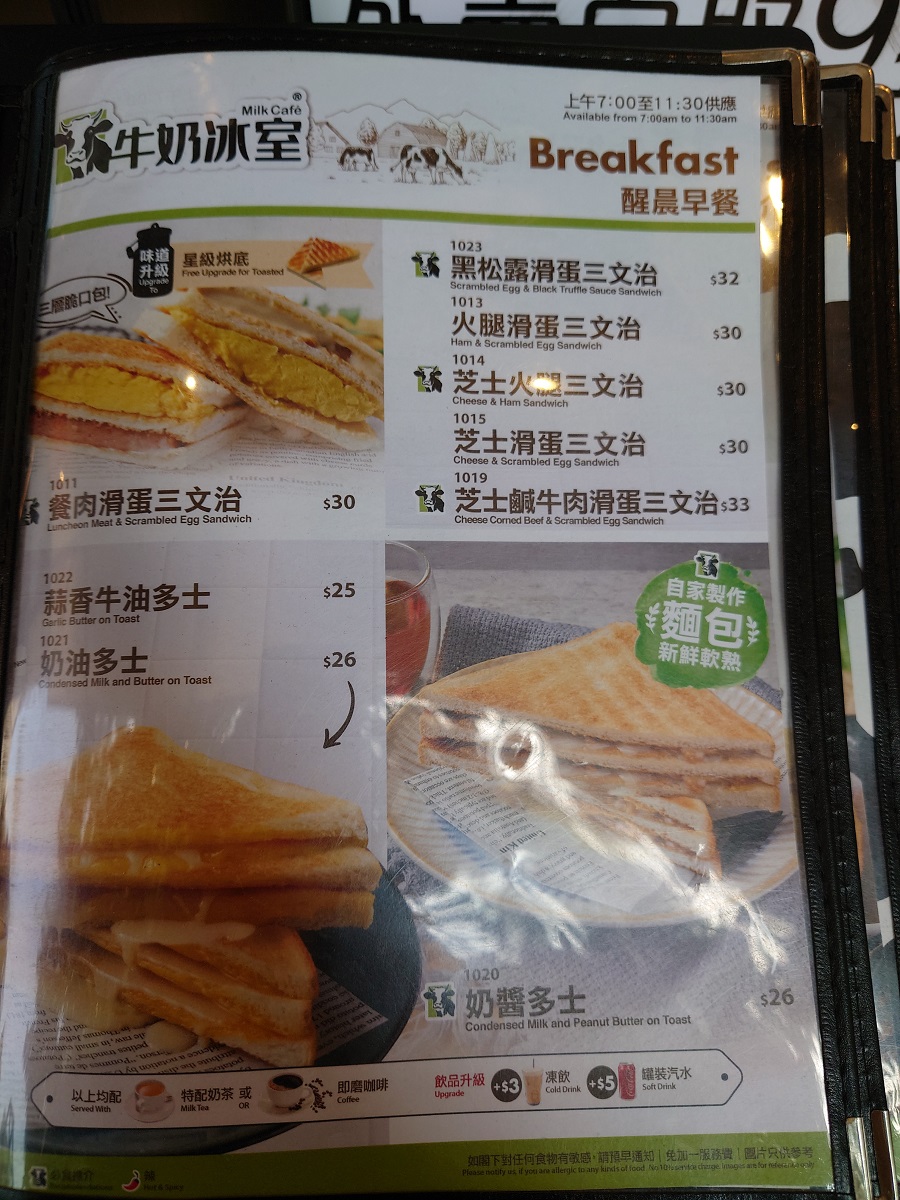 Milk Café®
牛奶冰室
上午7:00至11:30供應
Available from 7:00am to 11:30am
Breakfast
醒晨早餐
味道
升級
Upgrade
To
星級烘底
Free Upgrade for Toasted
三層脆口包!
1011
餐肉滑蛋三文治 $30
Luncheon Meat & Scrambled Egg Sandwich
1023
黑松露滑蛋三文治 $32
Scrambled Egg & Black Truffle Sauce Sandwich
1013
火腿滑蛋三文治 $30
Ham & Scrambled Egg Sandwich
1014
芝士火腿三文治 $30
Cheese & Ham Sandwich
1015
芝士滑蛋三文治 $30
Cheese & Scrambled Egg Sandwich
1019
芝士鹹牛肉滑蛋三文治 $33
Cheese Corned Beef & Scrambled Egg Sandwich
1022
蒜香牛油多士 $25
Garlic Butter on Toast
1021
奶油多士 $26
Condensed Milk and Butter on Toast
自家製作
麵包
新鮮軟熟
1020
奶醬多士 $26
Condensed Milk and Peanut Butter on Toast
以上均配
Served With
特配奶茶
Milk Tea
或
OR
即磨咖啡
Coffee
飲品升級
Upgrade
+$3
凍飲
Cold Drink
+$5
罐裝汽水
Soft Drink
辣
Hot & Spicy
如閣下對任何食物有敏感，請預早通知｜免加一服務費｜圖片只供參考
Please notify us if you are allergic to any kinds of food. No 10% service charge. Images are for reference only